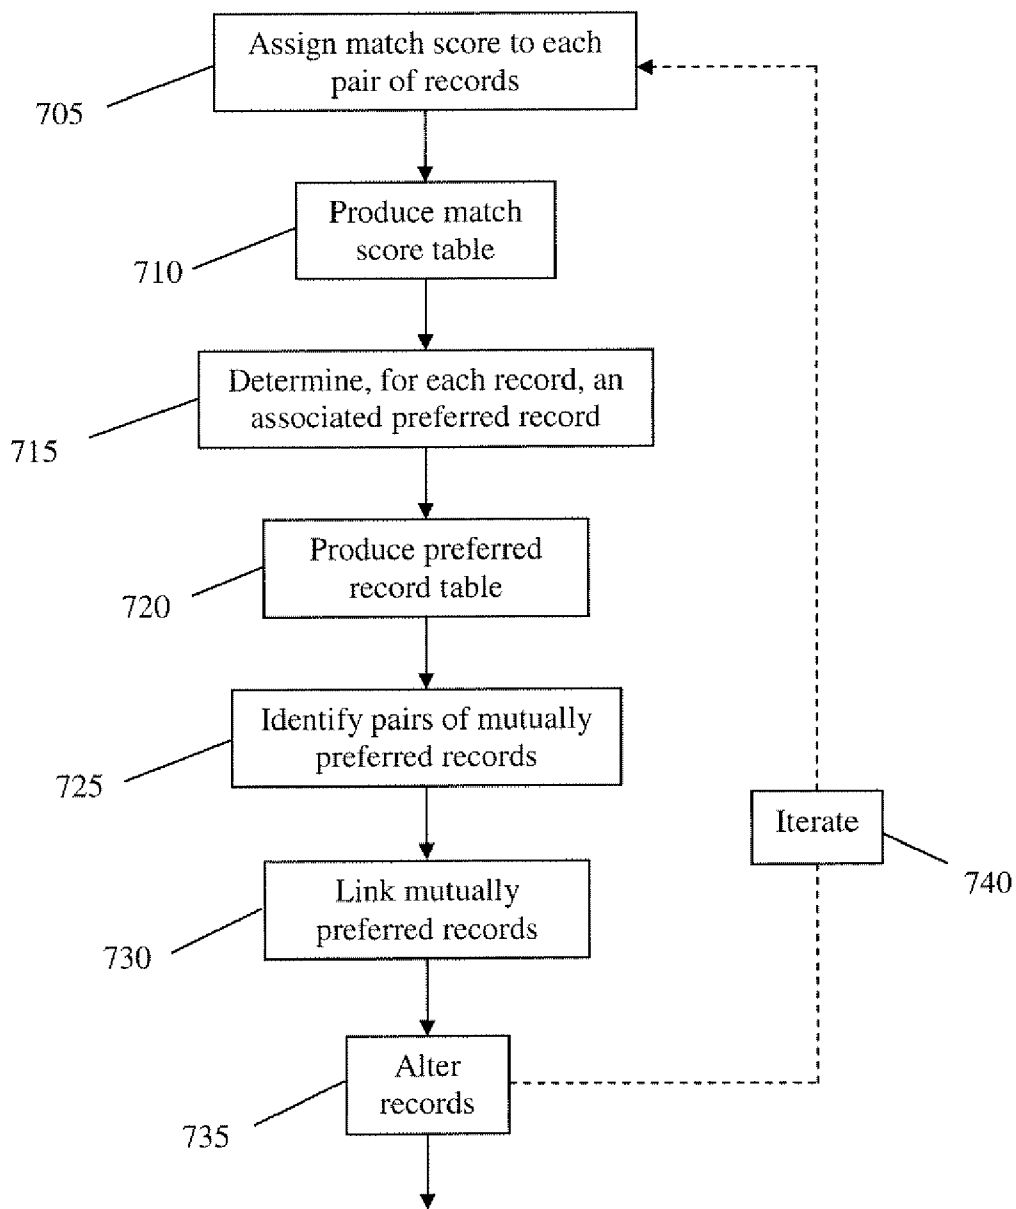 Assign match score to each
pair of records
705
Produce match
score table
710
Determine, for each record, an
associated preferred record
715
Produce preferred
record table
720
Identify pairs of mutually
preferred records
725
Iterate
740
Link mutually
preferred records
730
Alter
records
735